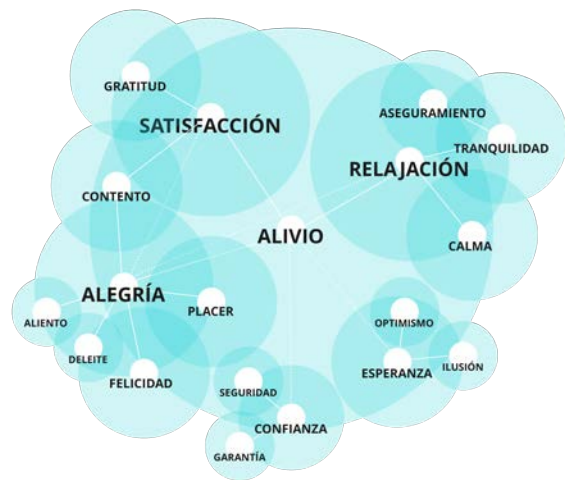 GRATITUD
SATISFACCIÓN
ASEGURAMIENTO
TRANQUILIDAD
RELAJACIÓN
CONTENTO
ALIVIO
CALMA
ALEGRÍA
PLACER
ALIENTO
OPTIMISMO
DELEITE
ILUSIÓN
ESPERANZA
FELICIDAD
SEGURIDAD
CONFIANZA
GARANTÍA